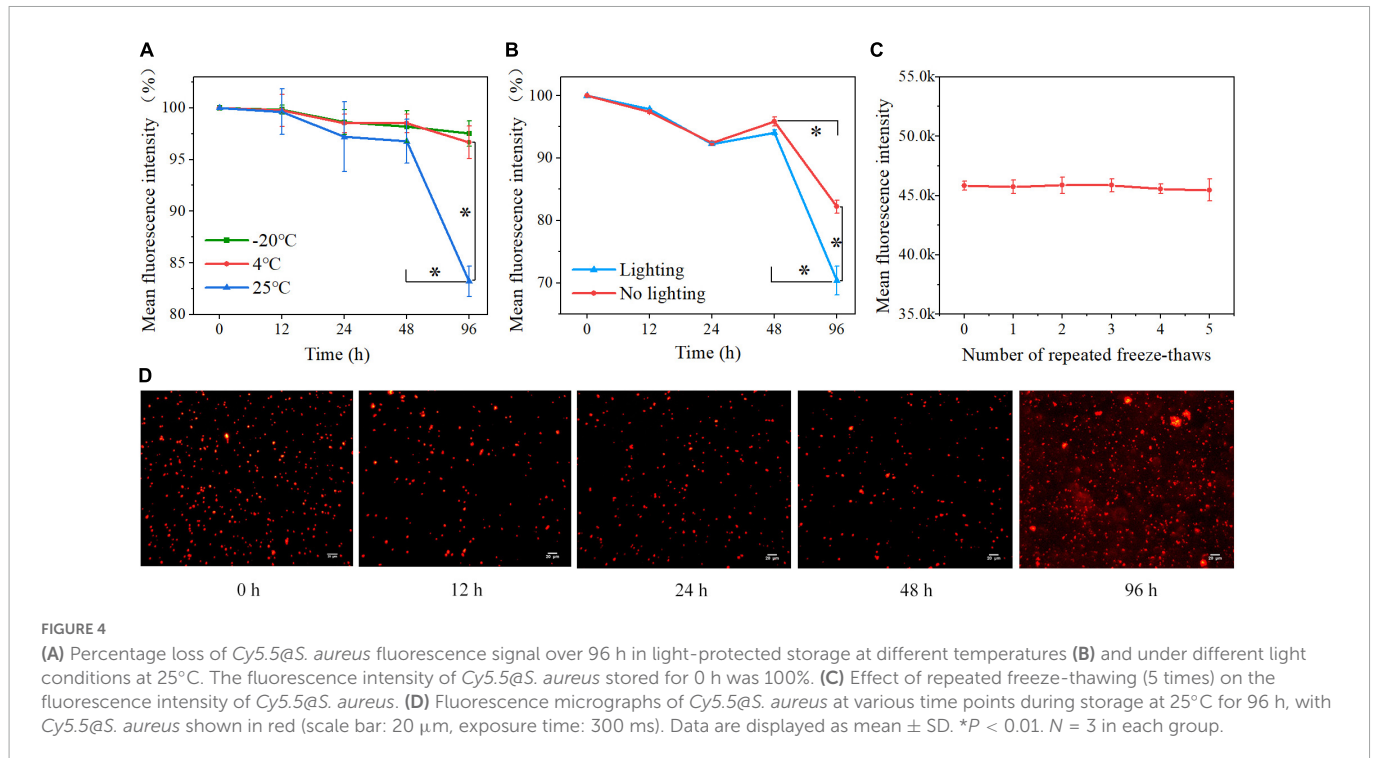 A
Mean fluorescence intensity (%)
100
95
90
85
80
-20°C
4°C
25°C
*
*
0 12 24 48 96
Time (h)
B
Mean fluorescence intensity (%)
100
90
80
70
Lighting
No lighting
*
*
*
0 12 24 48 96
Time (h)
C
Mean fluorescence intensity
55.0k
50.0k
45.0k
40.0k
35.0k
0 1 2 3 4 5
Number of repeated freeze-thaws
D
20 μm
20 μm
20 μm
20 μm
0 h 12 h 24 h 48 h 96 h
FIGURE 4
(A) Percentage loss of Cy5.5@S. aureus fluorescence signal over 96 h in light-protected storage at different temperatures (B) and under different light
conditions at 25°C. The fluorescence intensity of Cy5.5@S. aureus stored for 0 h was 100%. (C) Effect of repeated freeze-thawing (5 times) on the
fluorescence intensity of Cy5.5@S. aureus. (D) Fluorescence micrographs of Cy5.5@S. aureus at various time points during storage at 25°C for 96 h, with
Cy5.5@S. aureus shown in red (scale bar: 20 μm, exposure time: 300 ms). Data are displayed as mean ± SD. *P < 0.01. N = 3 in each group.